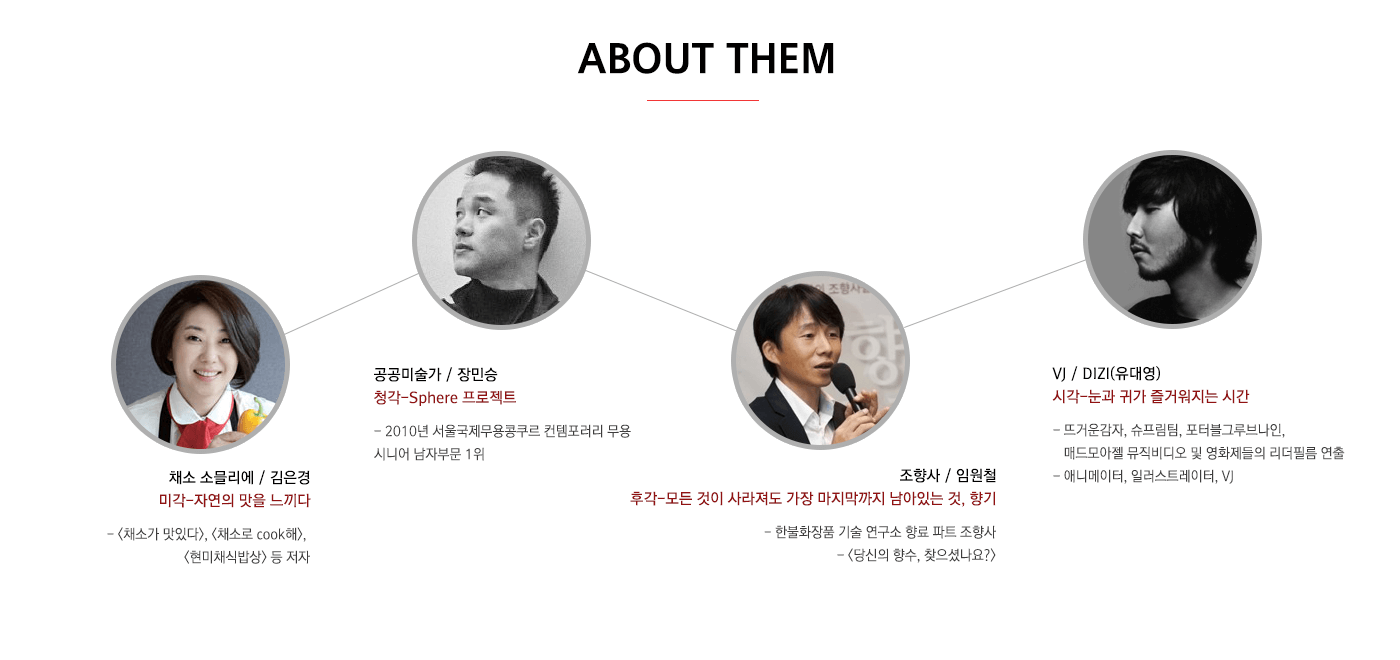 ABOUT THEM
채소 소믈리에 / 김은경
미각-자연의 맛을 느끼다
- <채소가 맛있다>, <채소로 cook해>,
<현미채식밥상> 등 저자
공공미술가 / 장민승
청각-Sphere 프로젝트
- 2010년 서울국제무용콩쿠르 컨템포러리 무용
시니어 남자부문 1위
조향사
향
조향사 / 임원철
후각-모든 것이 사라져도 가장 마지막까지 남아있는 것, 향기
- 한불화장품 기술 연구소 향료 파트 조향사
- <당신의 향수, 찾으셨나요?>
VJ / DIZI(유대영)
시각-눈과 귀가 즐거워지는 시간
- 뜨거운감자, 슈프림팀, 포터블그루브나인,
매드모아젤 뮤직비디오 및 영화제들의 리더필름 연출
- 애니메이터, 일러스트레이터, VJ